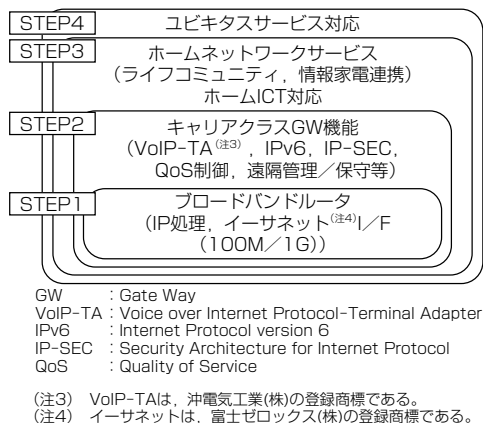 STEP4 ユビキタスサービス対応
STEP3 ホームネットワークサービス
（ライフコミュニティ，情報家電連携）
ホームICT対応
STEP2 キャリアクラスGW機能
（VoIP-TA（注3），IPv6，IP-SEC，
QoS制御，遠隔管理／保守等）
STEP1 ブロードバンドルータ
（IP処理，イーサネット（注4）I／F
（100M／1G））
GW : Gate Way
VoIP-TA : Voice over Internet Protocol-Terminal Adapter
IPv6 : Internet Protocol version 6
IP-SEC : Security Architecture for Internet Protocol
QoS : Quality of Service
（注3） VoIP-TAは，沖電気工業(株)の登録商標である。
（注4） イーサネットは，富士ゼロックス(株)の登録商標である。